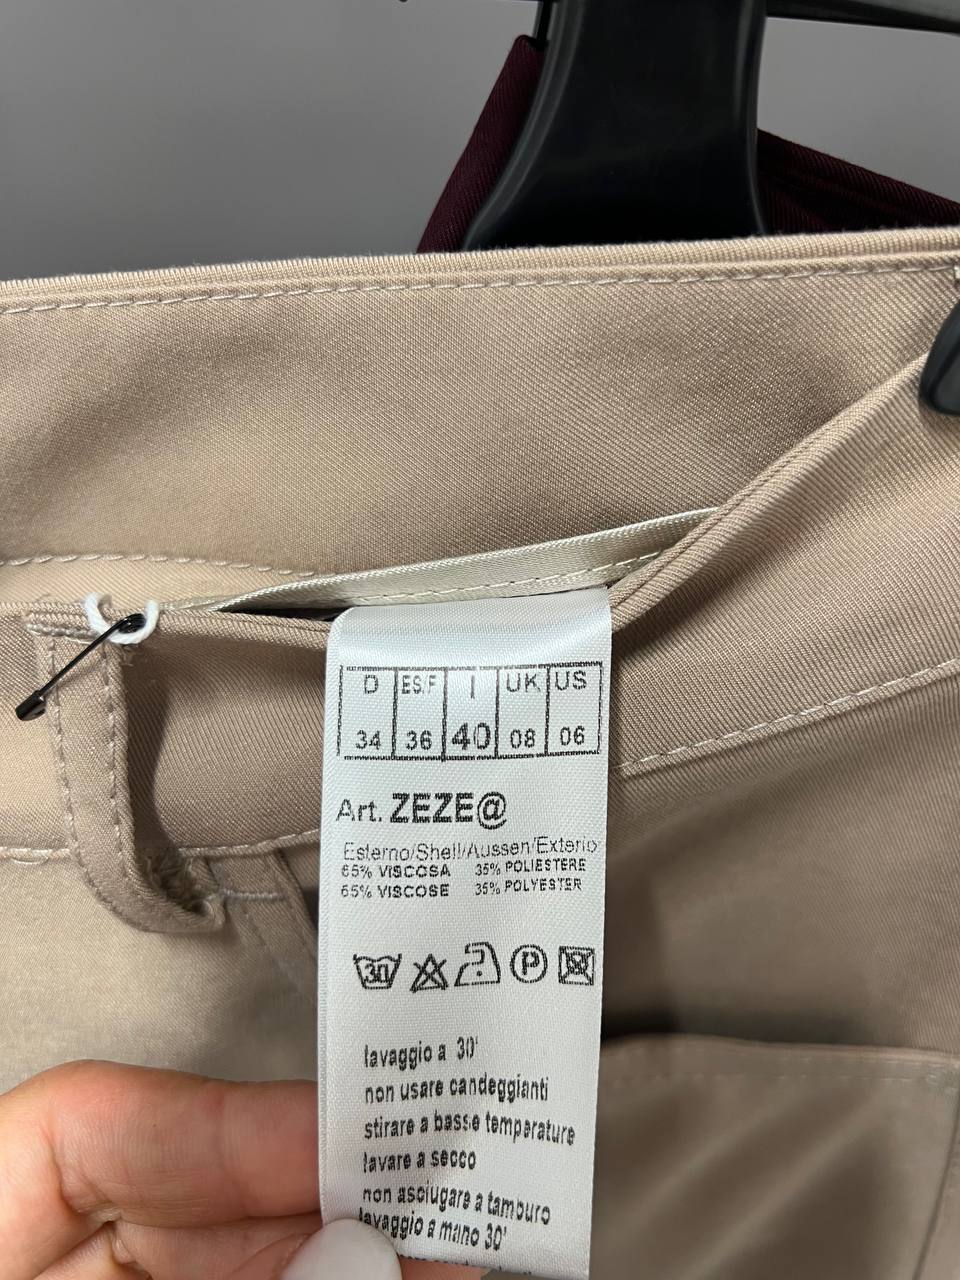 D ES/F I UK US
34 36 40 08 06
Art. ZEZE@
Esterno/Shell/Aussen/Exterio
65% VISCOSA 35% POLIESTERE
65% VISCOSE 35% POLYESTER
30 P
lavaggio a 30'
non usare candeggianti
stirare a basse temperature
lavare a secco
non asciugare a tamburo
lavaggio a mano 30'